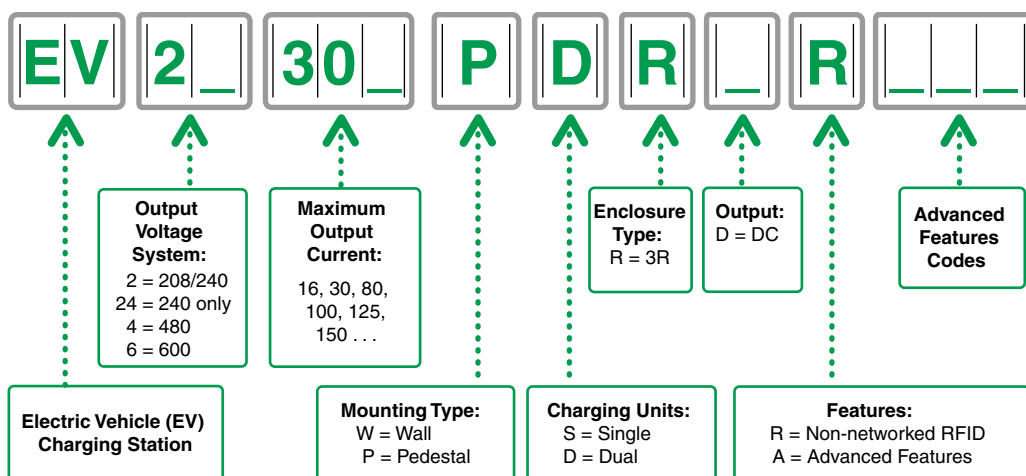 EV 2_ 30_ P D R _ R _ _ _
Output
Voltage
System:
2 = 208/240
24 = 240 only
4 = 480
6 = 600
Maximum
Output
Current:
16, 30, 80,
100, 125,
150 . . .
Enclosure
Type:
R = 3R
Output:
D = DC
Advanced
Features
Codes
Electric Vehicle (EV)
Charging Station
Mounting Type:
W = Wall
P = Pedestal
Charging Units:
S = Single
D = Dual
Features:
R = Non-networked RFID
A = Advanced Features